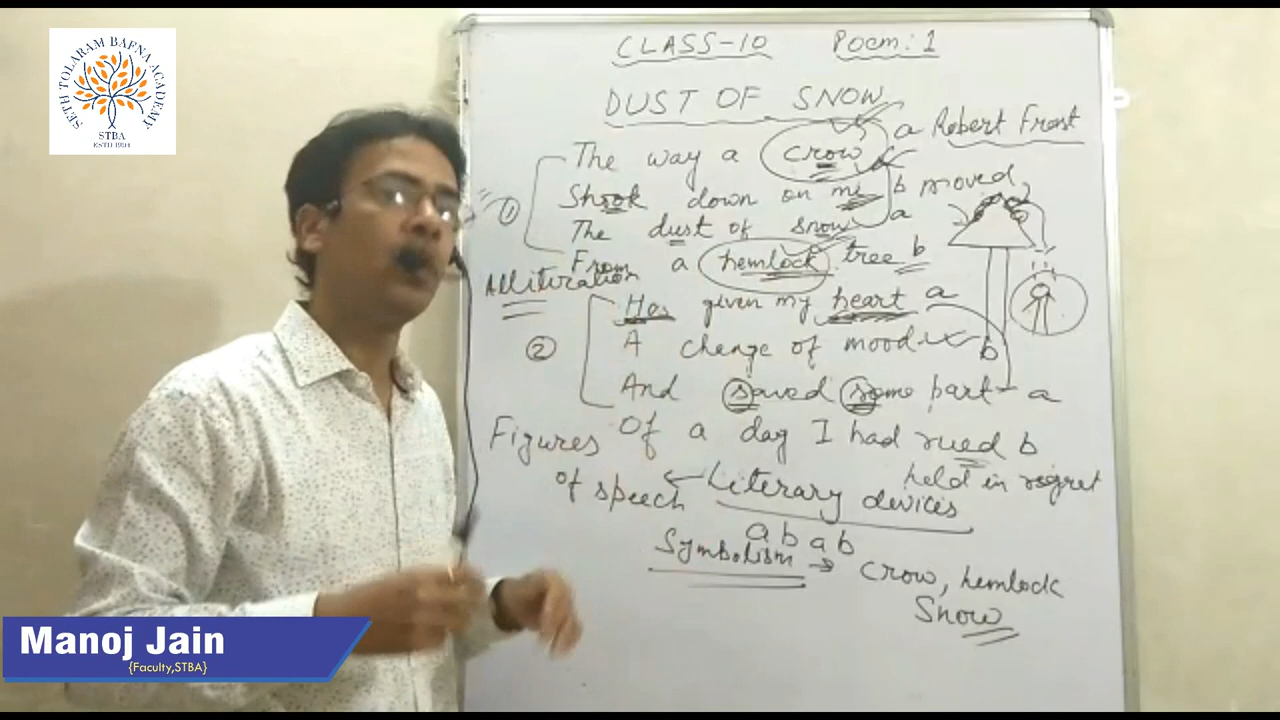 SETH TOLARAM BAFNA ACADEMY
STBA
ESTD 1984
CLASS-10 Poem: 1
DUST OF SNOW
a Robert Frost
The way a crow
Shook down on me b moved
The dust of snow a
From a hemlock tree b
①
Alliteration
Has given my heart a
A change of mood b
And saved some part a
②
Of a day I had rued b
held in regret
Figures
of speech
Literary devices
a b a b
Symbolism → crow, hemlock
Snow
Manoj Jain
{Faculty,STBA}